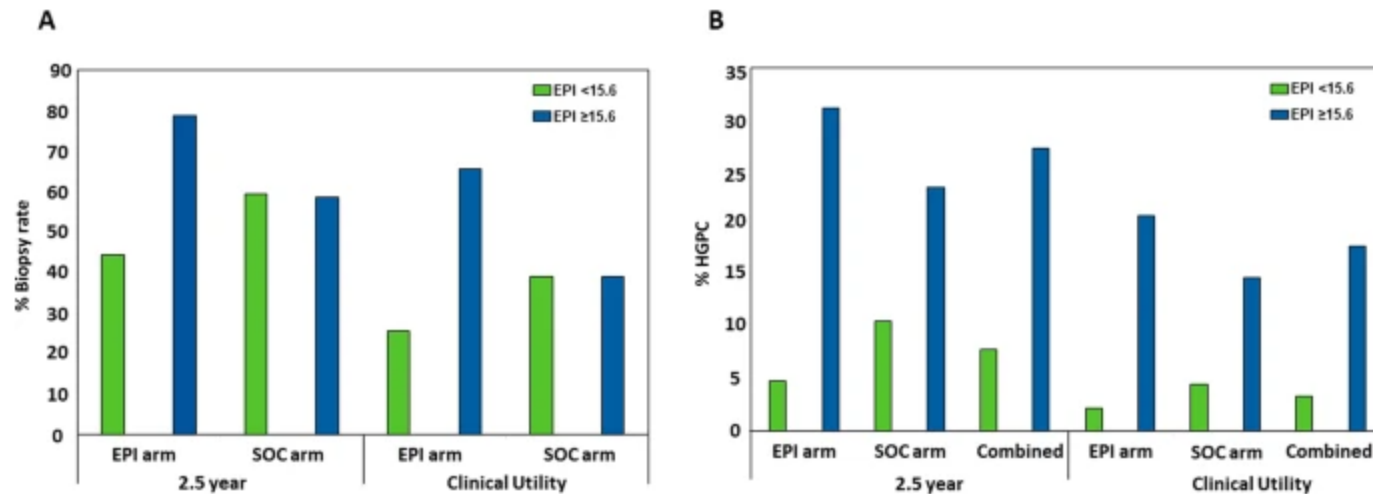 A
% Biopsy rate
90
80
70
60
50
40
30
20
10
0
EPI <15.6
EPI ≥15.6
EPI arm SOC arm EPI arm SOC arm
2.5 year Clinical Utility
B
% HGPC
35
30
25
20
15
10
5
0
EPI <15.6
EPI ≥15.6
EPI arm SOC arm Combined EPI arm SOC arm Combined
2.5 year Clinical Utility